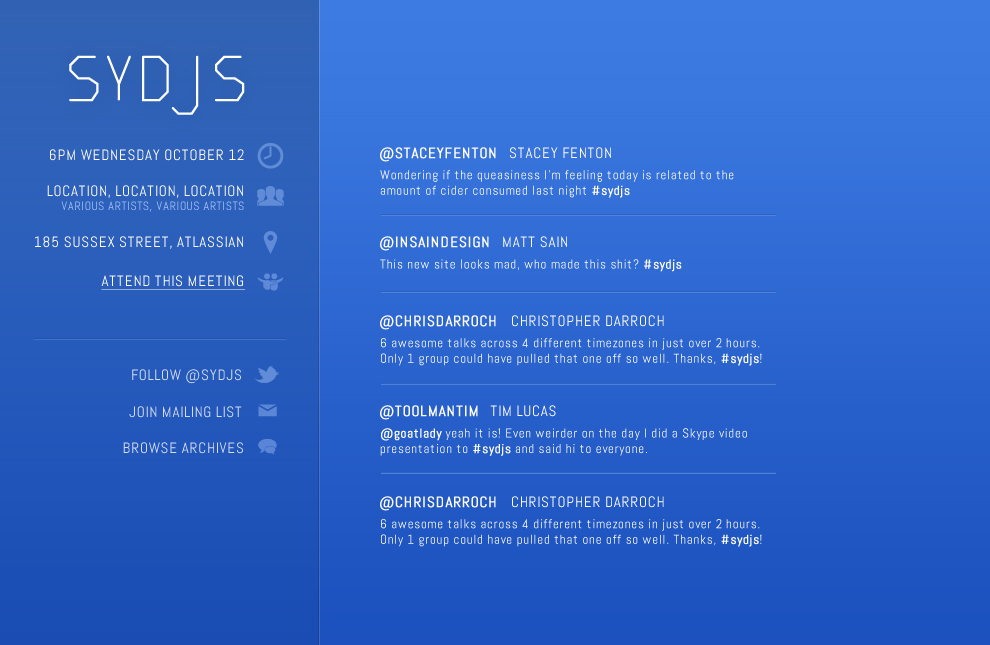 SYDJS
6PM WEDNESDAY OCTOBER 12
LOCATION, LOCATION, LOCATION
VARIOUS ARTISTS, VARIOUS ARTISTS
185 SUSSEX STREET, ATLASSIAN
ATTEND THIS MEETING
FOLLOW @SYDJS
JOIN MAILING LIST
BROWSE ARCHIVES
@STACEYFENTON STACEY FENTON
Wondering if the queasiness I'm feeling today is related to the
amount of cider consumed last night #sydjs
@INSAINDESIGN MATT SAIN
This new site looks mad, who made this shit? #sydjs
@CHRISDARROCH CHRISTOPHER DARROCH
6 awesome talks across 4 different timezones in just over 2 hours.
Only 1 group could have pulled that one off so well. Thanks, #sydjs!
@TOOLMANTIM TIM LUCAS
@goatlady yeah it is! Even weirder on the day I did a Skype video
presentation to #sydjs and said hi to everyone.
@CHRISDARROCH CHRISTOPHER DARROCH
6 awesome talks across 4 different timezones in just over 2 hours.
Only 1 group could have pulled that one off so well. Thanks, #sydjs!